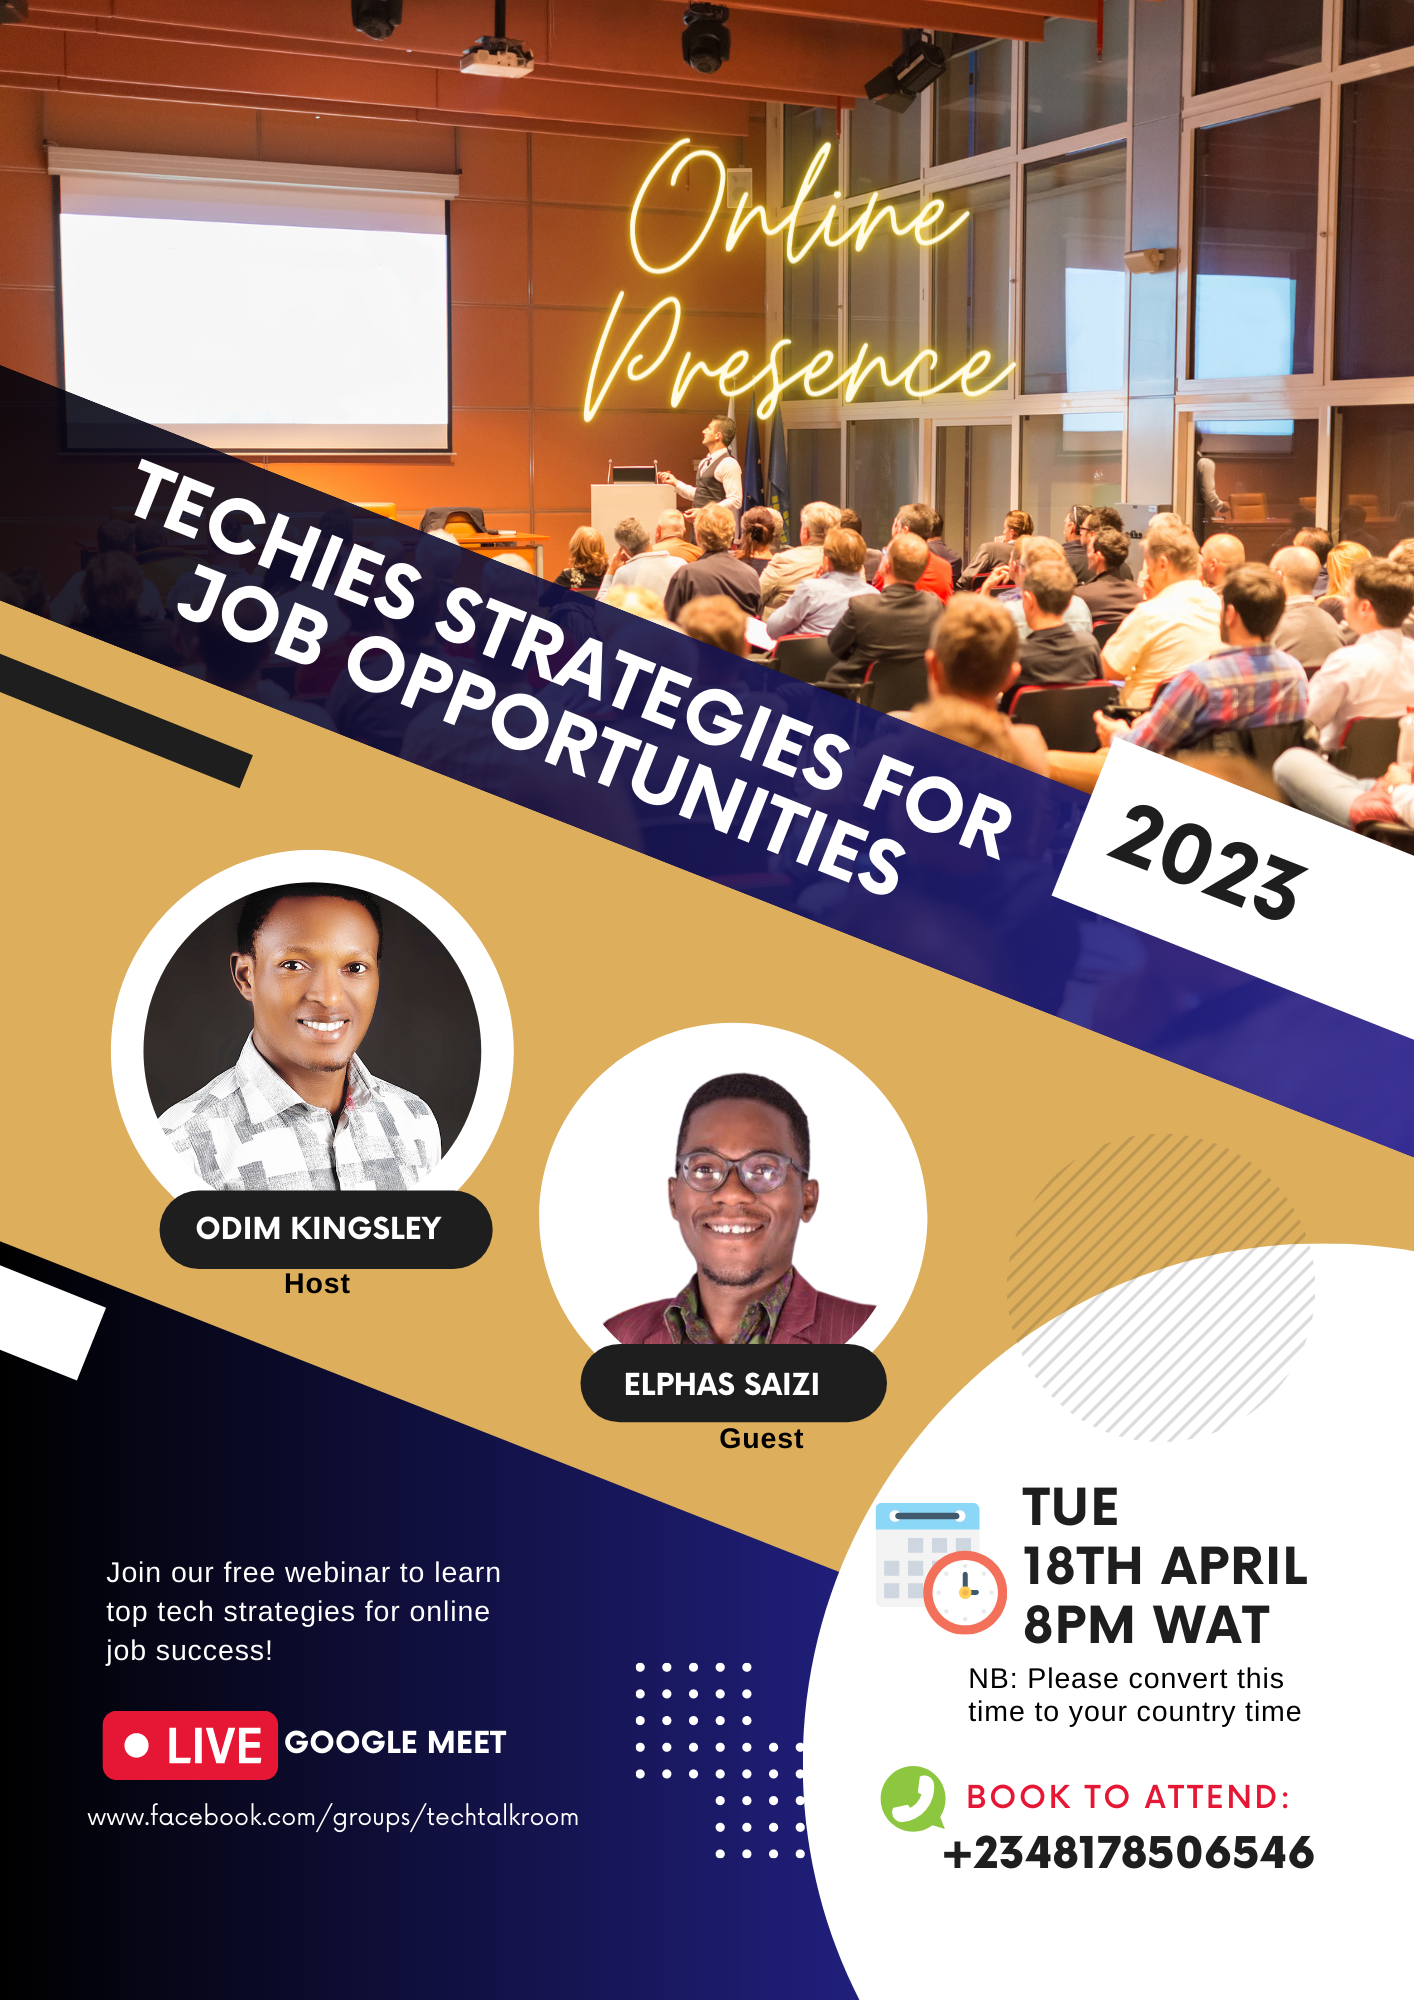 Online
Presence
TECHIES STRATEGIES FOR
JOB OPPORTUNITIES
2023
ODIM KINGSLEY
Host
ELPHAS SAIZI
Guest
Join our free webinar to learn
top tech strategies for online
job success!
LIVE GOOGLE MEET
www.facebook.com/groups/techtalkroom
TUE
18TH APRIL
8PM WAT
NB: Please convert this
time to your country time
BOOK TO ATTEND:
+2348178506546